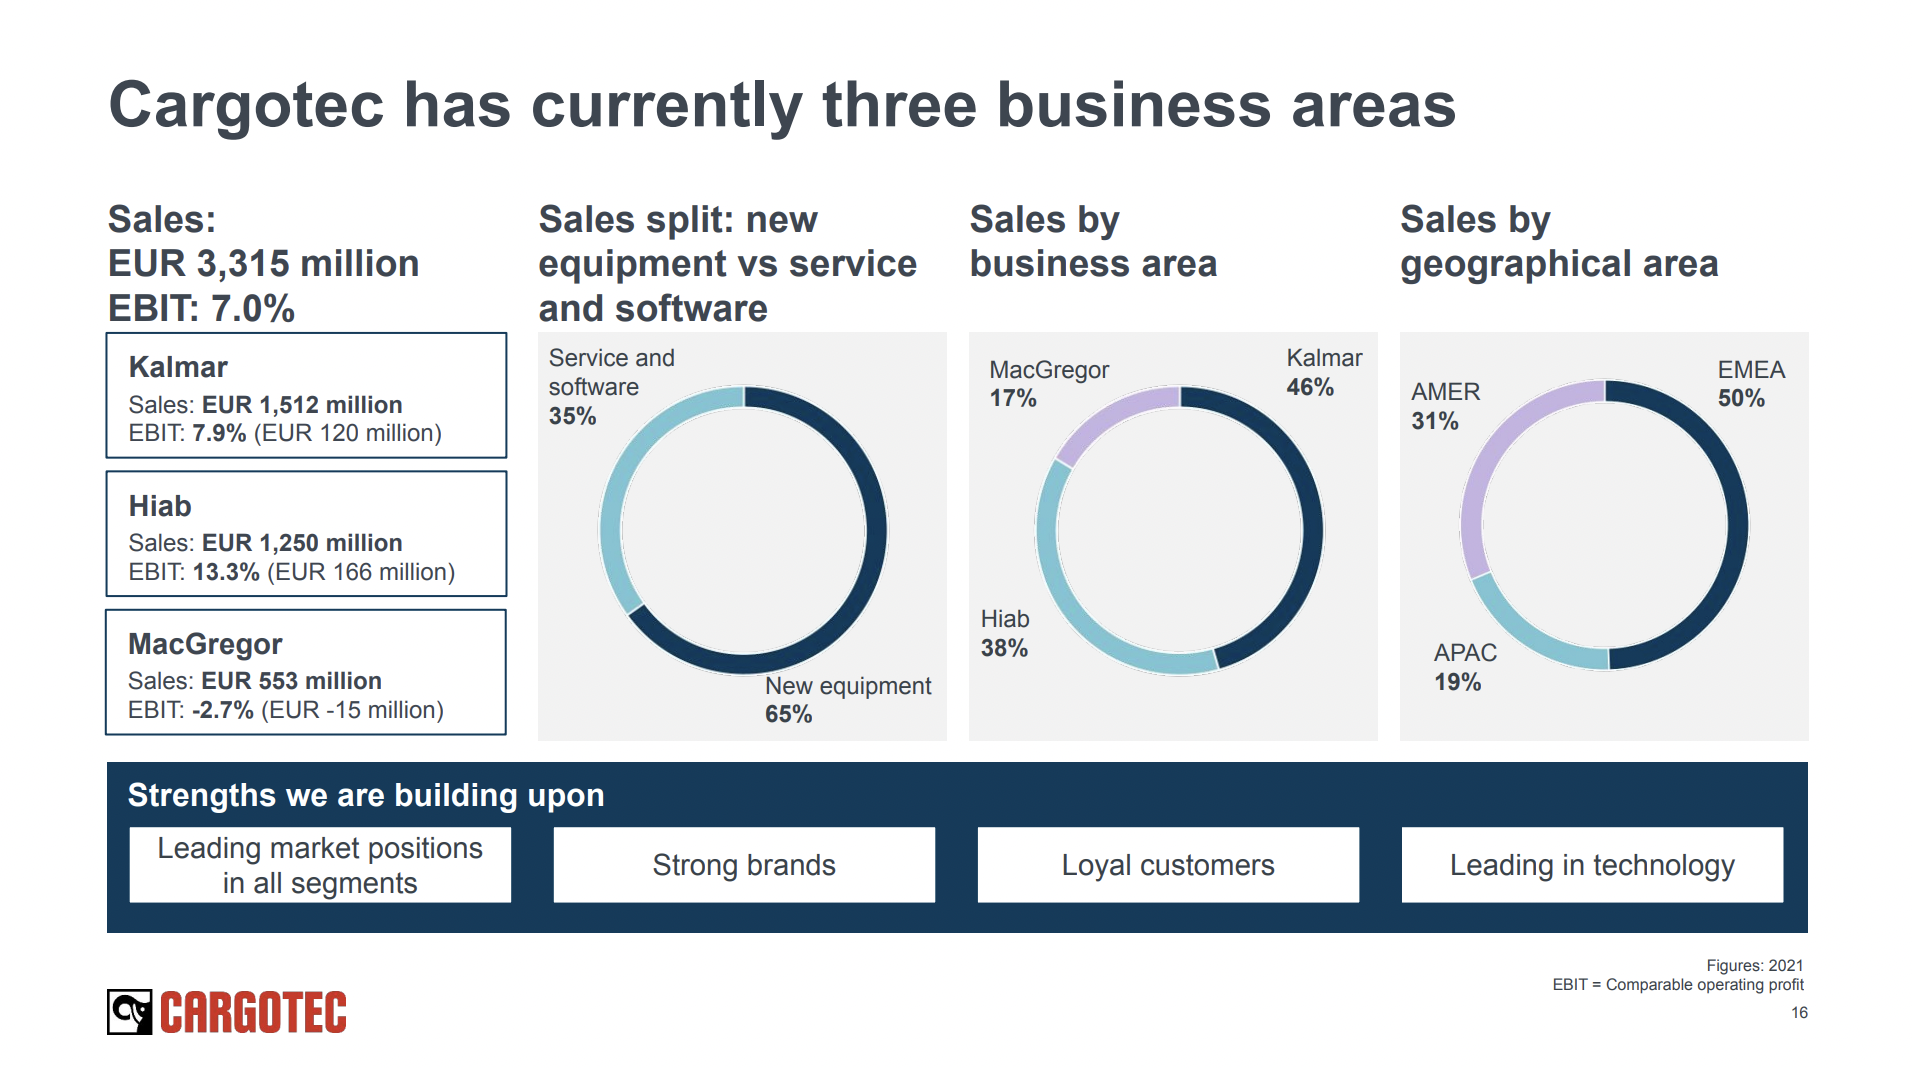 Cargotec has currently three business areas
Sales:
EUR 3,315 million
EBIT: 7.0%
Kalmar
Sales: EUR 1,512 million
EBIT: 7.9% (EUR 120 million)
Hiab
Sales: EUR 1,250 million
EBIT: 13.3% (EUR 166 million)
MacGregor
Sales: EUR 553 million
EBIT: -2.7% (EUR -15 million)
Sales split: new
equipment vs service
and software
Service and
software
35%
New equipment
65%
Sales by
business area
MacGregor
17%
Kalmar
46%
Hiab
38%
Sales by
geographical area
AMER
31%
EMEA
50%
APAC
19%
Strengths we are building upon
Leading market positions
in all segments
Strong brands
Loyal customers
Leading in technology
Figures: 2021
EBIT = Comparable operating profit
CARGOTEC
16